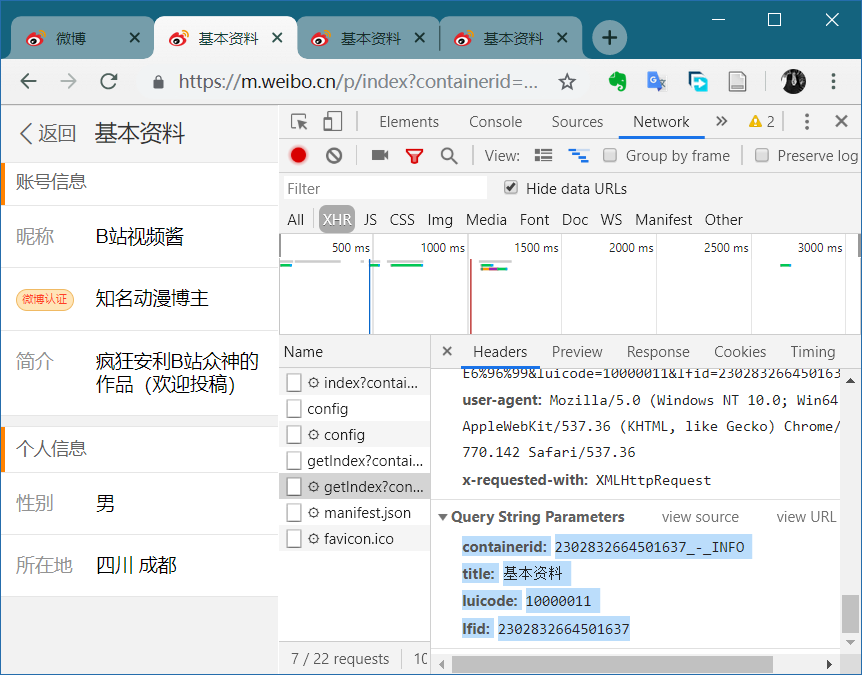 微博
基本资料
基本资料
基本资料
https://m.weibo.cn/p/index?containerid=...
返回 基本资料
账号信息
昵称 B站视频酱
微博认证 知名动漫博主
简介 疯狂安利B站众神的
作品（欢迎投稿）
个人信息
性别 男
所在地 四川 成都
Elements Console Sources Network » 2
View: Group by frame Preserve log
Filter Hide data URLs
All XHR JS CSS Img Media Font Doc WS Manifest Other
500 ms 1000 ms 1500 ms 2000 ms 2500 ms 3000 ms
Name
index?contai...
config
config
getIndex?contai...
getIndex?con...
manifest.json
favicon.ico
7 / 22 requests 10
Headers Preview Response Cookies Timing
E6%96%99&luicode=10000011&lfid=230283266450163
user-agent: Mozilla/5.0 (Windows NT 10.0; Win64
AppleWebKit/537.36 (KHTML, like Gecko) Chrome/
770.142 Safari/537.36
x-requested-with: XMLHttpRequest
Query String Parameters view source view URL
containerid: 2302832664501637_-_INFO
title: 基本资料
luicode: 10000011
lfid: 2302832664501637